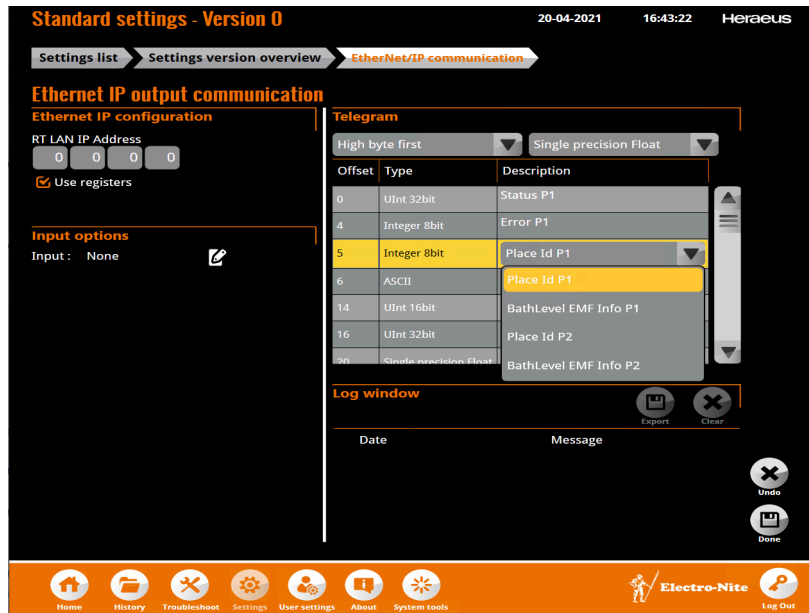 Standard settings - Version 0
20-04-2021
16:43:22
Heraeus
Settings list
Settings version overview
EtherNet/IP communication
Ethernet IP output communication
Ethernet IP configuration
RT LAN IP Address
0 0 0 0
Use registers
Input options
Input : None
Telegram
High byte first
Single precision Float
Offset Type Description
0 UInt 32bit Status P1
4 Integer 8bit Error P1
5 Integer 8bit Place Id P1
6 ASCII Place Id P1
14 UInt 16bit BathLevel EMF Info P1
16 UInt 32bit Place Id P2
20 Single precision Float BathLevel EMF Info P2
Log window
Export
Clear
Date Message
Undo
Done
Home
History
Troubleshoot
Settings
User settings
About
System tools
Electro-Nite
Log Out